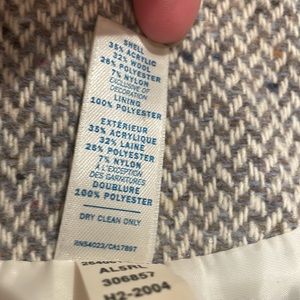 SHELL
35% ACRYLIC
32% WOOL
26% POLYESTER
7% NYLON
EXCLUSIVE OF
DECORATION
LINING
100% POLYESTER
EXTÉRIEUR
35% ACRYLIQUE
32% LAINE
26% POLYESTER
7% NYLON
À L'EXCEPTION
DES GARNITURES
DOUBLURE
100% POLYESTER
DRY CLEAN ONLY
RN54023/CA17897
306857
H2-2004